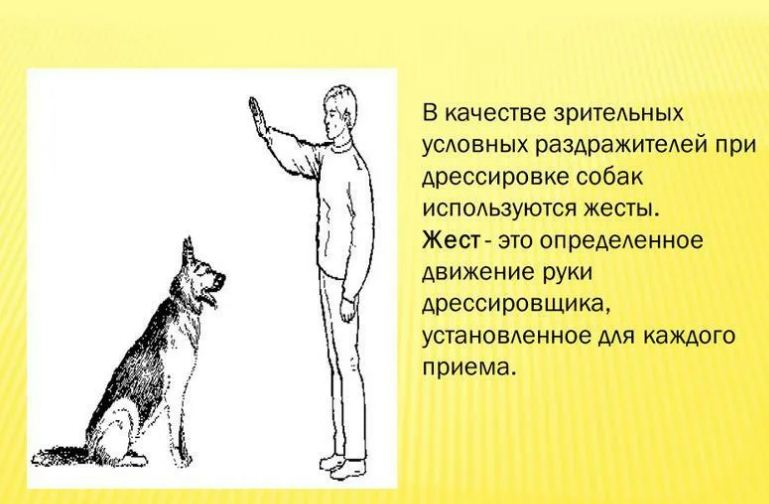 В качестве зрительных
условных раздражителей при
дрессировке собак
используются жесты.
Жест - это определенное
движение руки
дрессировщика,
установленное для каждого
приема.